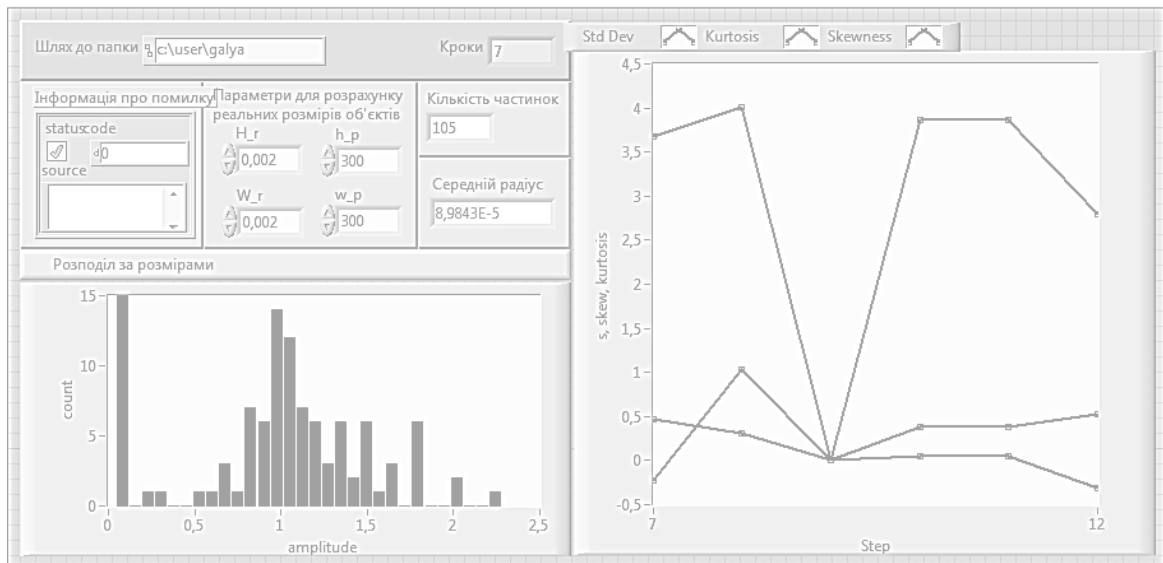 Шлях до папки c:\user\galya Кроки 7
Std Dev Kurtosis Skewness
Інформація про помилку
status code
d 0
source
Параметри для розрахунку
реальних розмірів об'єктів
H_r h_p
0,002 300
W_r w_p
0,002 300
Кількість частинок
105
Середній радіус
8,9843E-5
Розподіл за розмірами
15
10
5
0
count
0 0,5 1 1,5 2 2,5
amplitude
4,5
4
3,5
3
2,5
2
1,5
1
0,5
0
-0,5
s, skew, kurtosis
7 12
Step